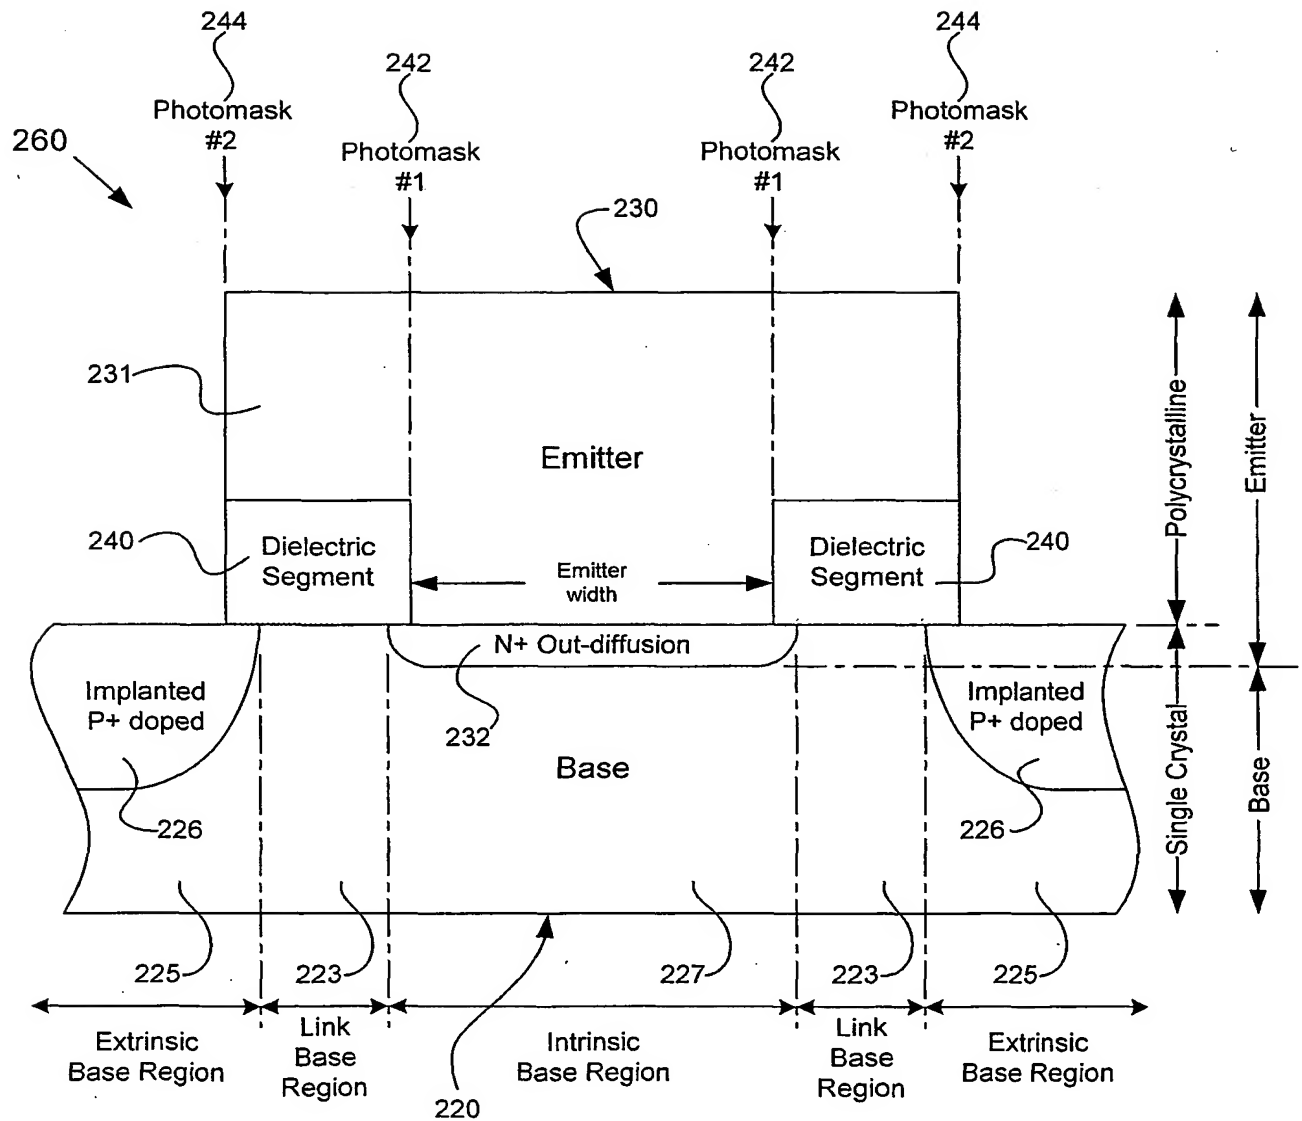 244
244
242
242
Photomask
#2
Photomask
#2
260
Photomask
#1
Photomask
#1
230
231
Emitter
Polycrystalline
Emitter
240
Dielectric
Segment
Emitter
width
Dielectric
Segment
240
N+ Out-diffusion
Implanted
P+ doped
Implanted
P+ doped
232
Base
Single Crystal
Base
226
226
225
223
227
223
225
Extrinsic
Base Region
Link
Base
Region
Intrinsic
Base Region
Link
Base
Region
Extrinsic
Base Region
220